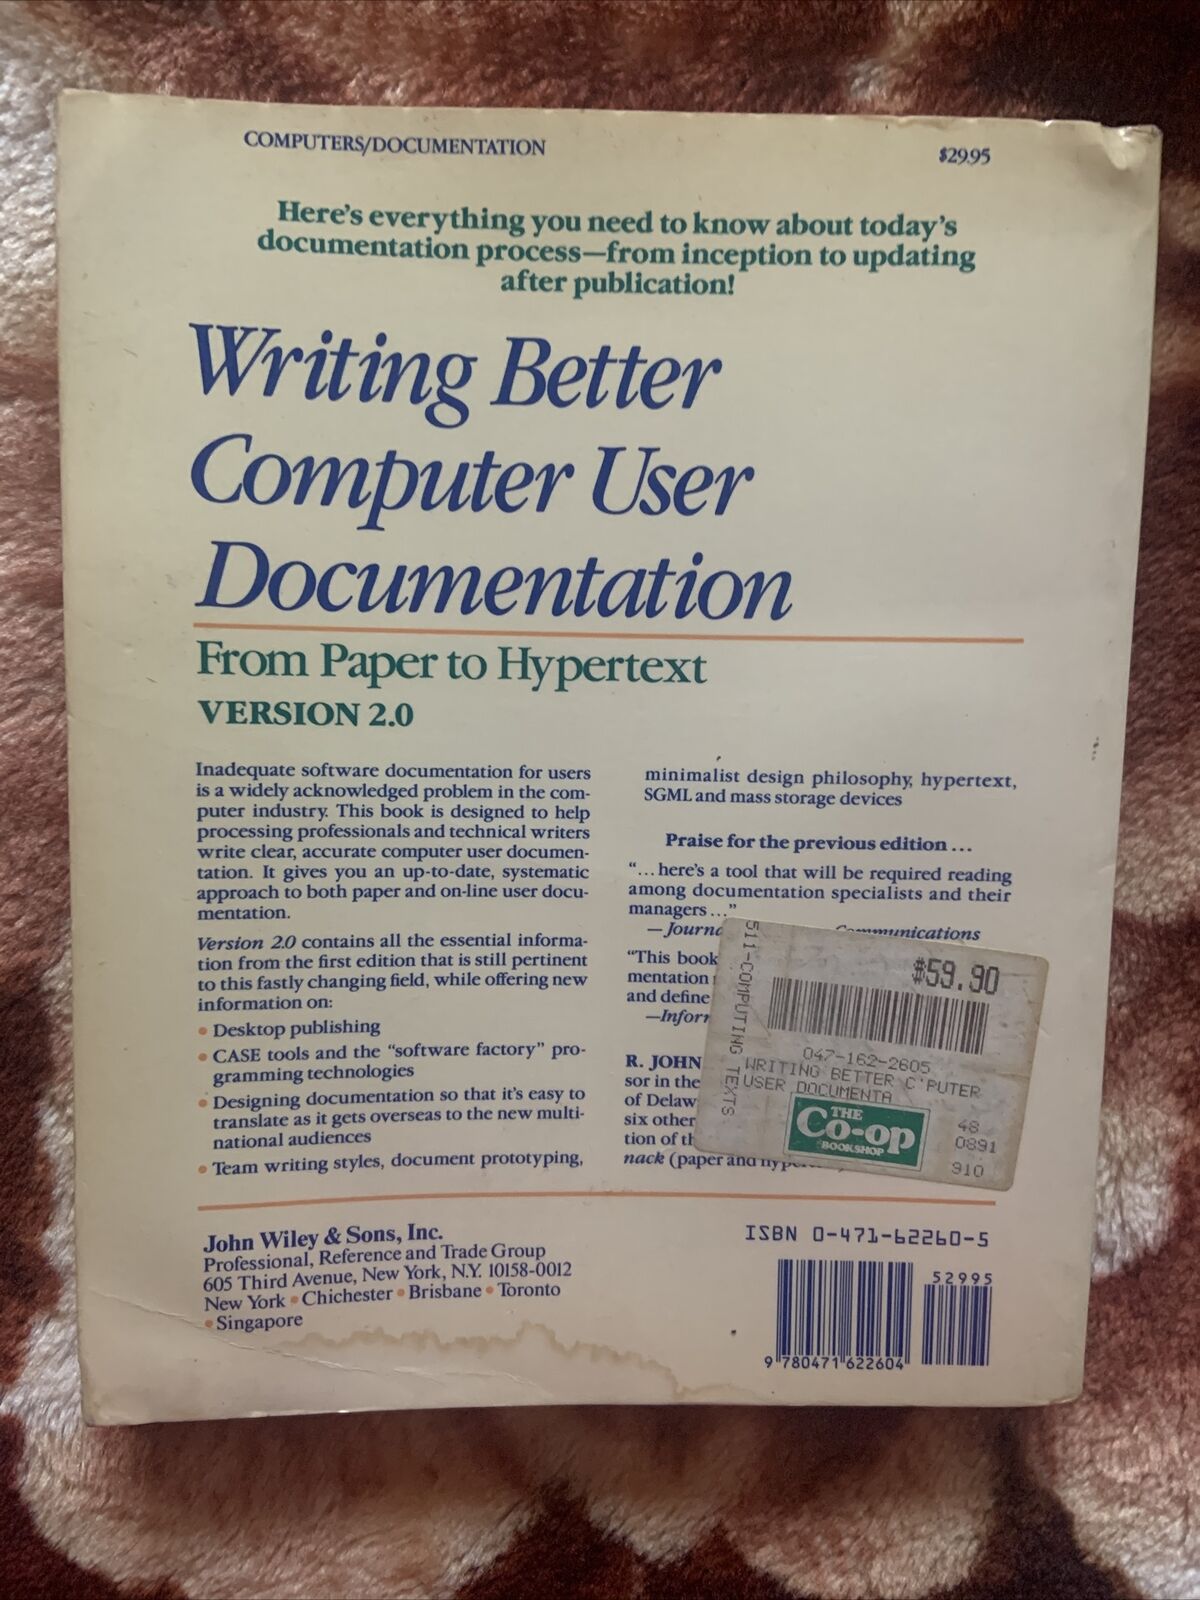 COMPUTERS/DOCUMENTATION
$29.95
Here's everything you need to know about today's
documentation process—from inception to updating
after publication!
Writing Better
Computer User
Documentation
From Paper to Hypertext
VERSION 2.0
Inadequate software documentation for users
is a widely acknowledged problem in the com-
puter industry. This book is designed to help
processing professionals and technical writers
write clear, accurate computer user documen-
tation. It gives you an up-to-date, systematic
approach to both paper and on-line user docu-
mentation.
Version 2.0 contains all the essential informa-
tion from the first edition that is still pertinent
to this fastly changing field, while offering new
information on:
• Desktop publishing
• CASE tools and the "software factory" pro-
gramming technologies
• Designing documentation so that it's easy to
translate as it gets overseas to the new multi-
national audiences
• Team writing styles, document prototyping,
minimalist design philosophy, hypertext,
SGML and mass storage devices
Praise for the previous edition...
"...here's a tool that will be required reading
among documentation specialists and their
managers..."
—Journa Communications
"This book
mentation
and define
—Inforr
R. JOHN
sor in the
of Delaw
six other
tion of th
nack (paper and
511-COMPUTING TEXTS
$59.90
047-162-2605
WRITING BETTER C'PUTER
USER DOCUMENTA
THE
Co-op
BOOKSHOP
48
0891
910
John Wiley & Sons, Inc.
Professional, Reference and Trade Group
605 Third Avenue, New York, N.Y. 10158-0012
New York • Chichester • Brisbane • Toronto
• Singapore
ISBN 0-471-62260-5
52995
9 780471 622604